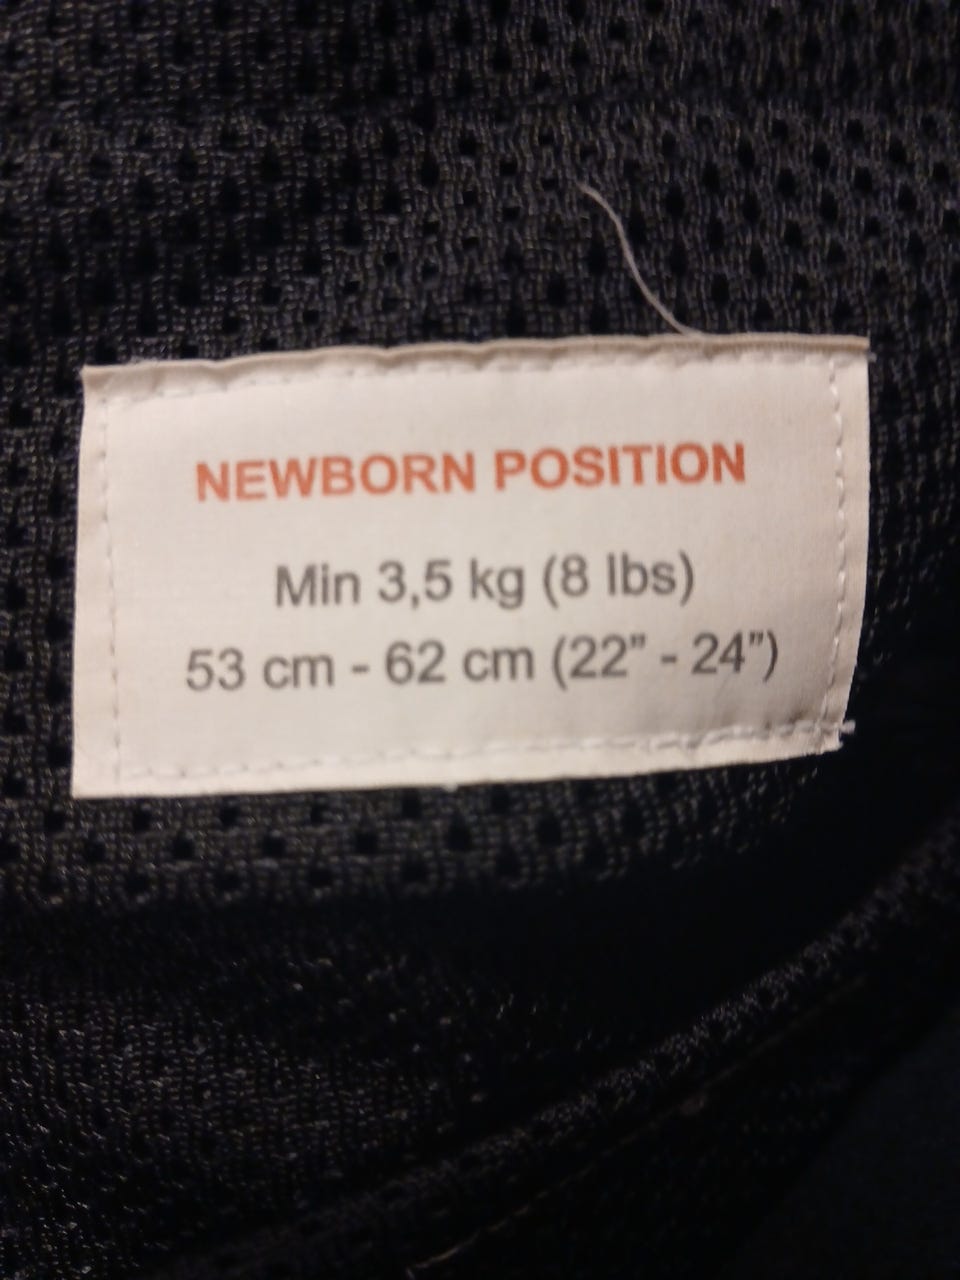 NEWBORN POSITION
Min 3,5 kg (8 lbs)
53 cm - 62 cm (22” - 24”)